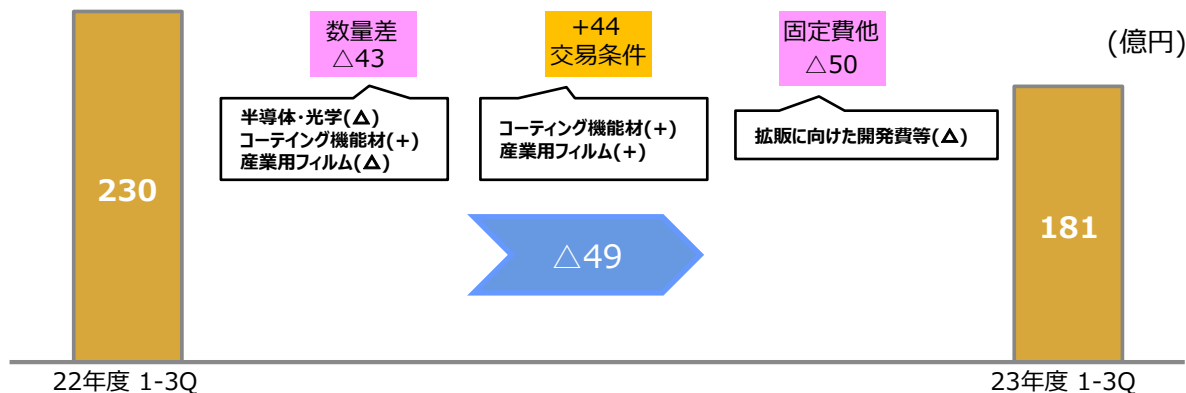 数量差
△43
+44
交易条件
固定費他
△50
(億円)
半導体・光学(△)
コーテイング機能材(+)
産業用フィルム(△)
コーティング機能材(+)
産業用フィルム(+)
拡販に向けた開発費等(△)
230
△49
181
22年度 1-3Q
23年度 1-3Q